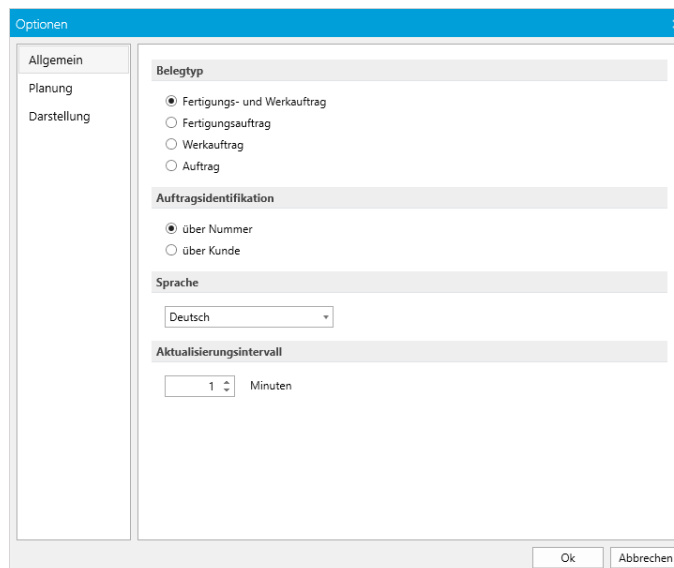 Optionen
Allgemein
Planung
Darstellung
Belegtyp
Fertigungs- und Werkauftrag
Fertigungsauftrag
Werkauftrag
Auftrag
Auftragsidentifikation
über Nummer
über Kunde
Sprache
Deutsch
Aktualisierungsintervall
1 Minuten
Ok Abbrechen